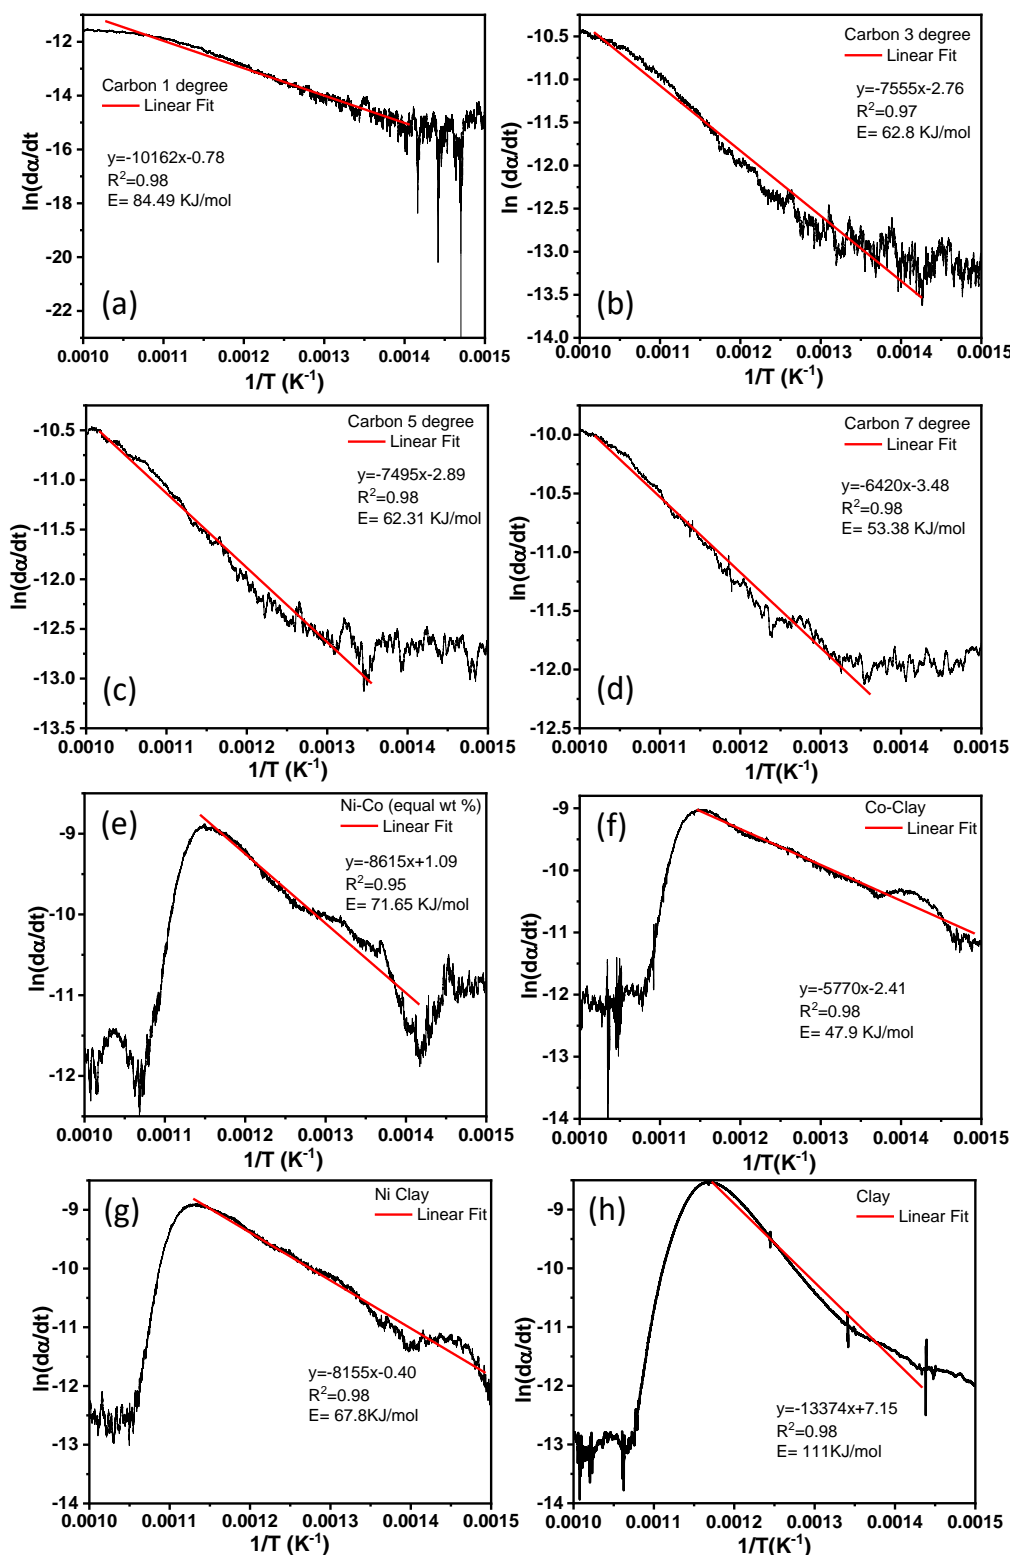 -12
-14
-16
-18
-20
-22
ln(dα/dt)
Carbon 1 degree
Linear Fit
y=-10162x-0.78
R²=0.98
E= 84.49 KJ/mol
(a)
0.0010 0.0011 0.0012 0.0013 0.0014 0.0015
1/T (K⁻¹)
-10.5
-11.0
-11.5
-12.0
-12.5
-13.0
-13.5
-14.0
ln (dα/dt)
Carbon 3 degree
Linear Fit
y=-7555x-2.76
R²=0.97
E= 62.8 KJ/mol
(b)
0.0010 0.0011 0.0012 0.0013 0.0014 0.0015
1/T (K⁻¹)
-10.5
-11.0
-11.5
-12.0
-12.5
-13.0
-13.5
ln(dα/dt)
Carbon 5 degree
Linear Fit
y=-7495x-2.89
R²=0.98
E= 62.31 KJ/mol
(c)
0.0010 0.0011 0.0012 0.0013 0.0014 0.0015
1/T (K⁻¹)
-10.0
-10.5
-11.0
-11.5
-12.0
-12.5
ln(dα/dt)
Carbon 7 degree
Linear Fit
y=-6420x-3.48
R²=0.98
E= 53.38 KJ/mol
(d)
0.0010 0.0011 0.0012 0.0013 0.0014 0.0015
1/T(K⁻¹)
-9
-10
-11
-12
ln(dα/dt)
(e)
Ni-Co (equal wt %)
Linear Fit
y=-8615x+1.09
R²=0.95
E= 71.65 KJ/mol
0.0010 0.0011 0.0012 0.0013 0.0014 0.0015
1/T (K⁻¹)
-9
-10
-11
-12
-13
-14
ln(dα/dt)
Co-Clay
Linear Fit
(f)
y=-5770x-2.41
R²=0.98
E= 47.9 KJ/mol
0.0010 0.0011 0.0012 0.0013 0.0014 0.0015
1/T(K⁻¹)
-9
-10
-11
-12
-13
-14
ln(dα/dt)
(g)
Ni Clay
Linear Fit
y=-8155x-0.40
R²=0.98
E= 67.8KJ/mol
0.0010 0.0011 0.0012 0.0013 0.0014 0.0015
1/T (K⁻¹)
-9
-10
-11
-12
-13
-14
ln(dα/dt)
(h)
Clay
Linear Fit
y=-13374x+7.15
R²=0.98
E= 111KJ/mol
0.0010 0.0011 0.0012 0.0013 0.0014 0.0015
1/T(K⁻¹)